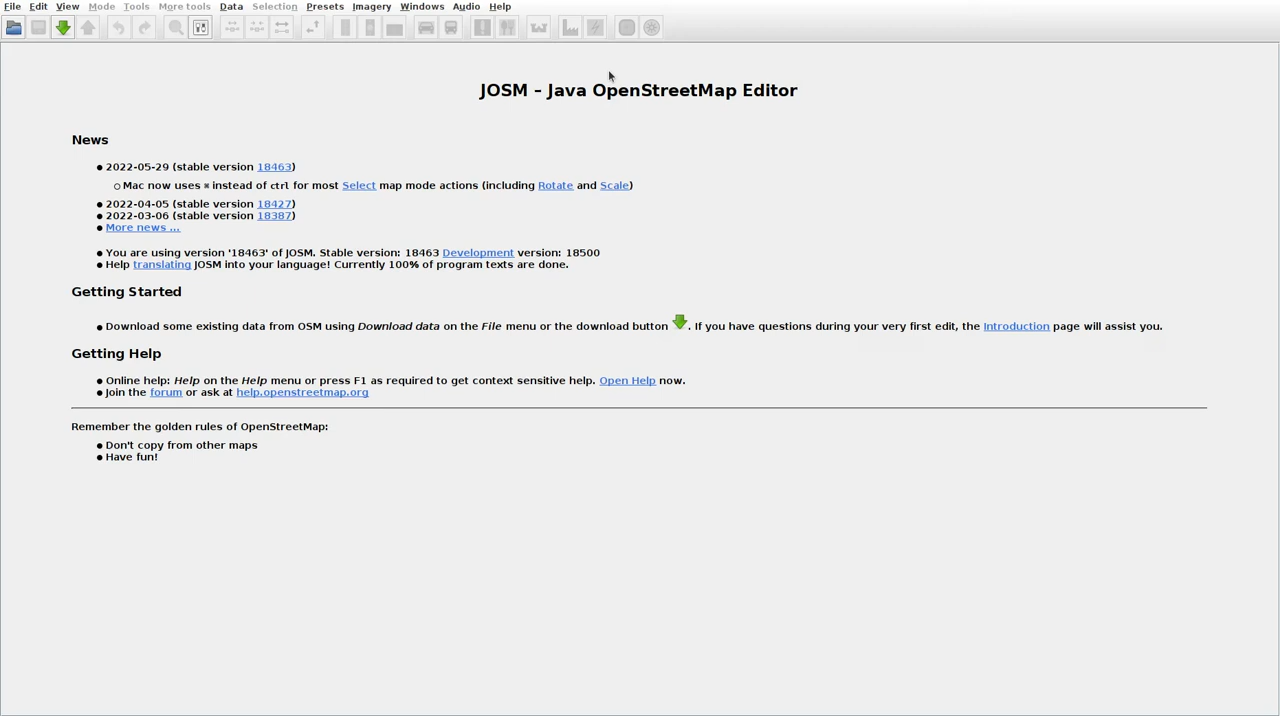 File Edit View Mode Tools More tools Data Selection Presets Imagery Windows Audio Help
JOSM – Java OpenStreetMap Editor
News
2022-05-29 (stable version 18463)
Mac now uses ⌘ instead of ctrl for most Select map mode actions (including Rotate and Scale)
2022-04-05 (stable version 18427)
2022-03-06 (stable version 18387)
More news ...
You are using version '18463' of JOSM. Stable version: 18463 Development version: 18500
Help translating JOSM into your language! Currently 100% of program texts are done.
Getting Started
Download some existing data from OSM using Download data on the File menu or the download button . If you have questions during your very first edit, the Introduction page will assist you.
Getting Help
Online help: Help on the Help menu or press F1 as required to get context sensitive help. Open Help now.
Join the forum or ask at help.openstreetmap.org
Remember the golden rules of OpenStreetMap:
Don't copy from other maps
Have fun!